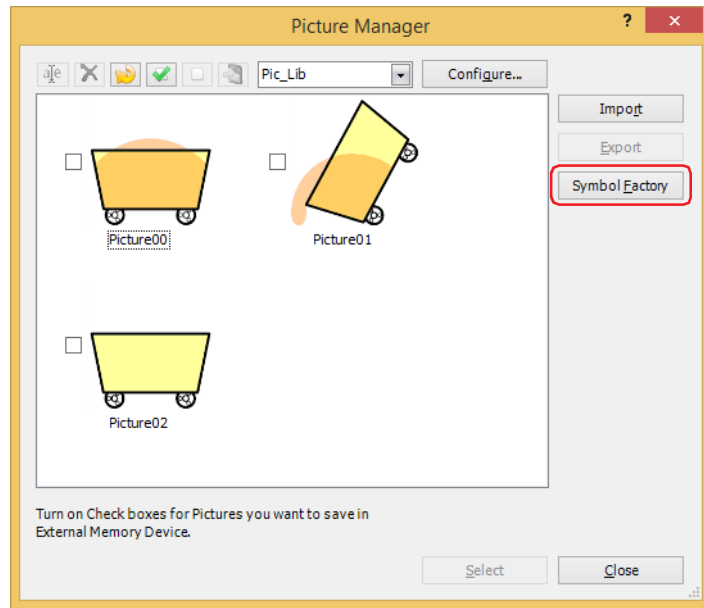 Picture Manager
?
×
a|e
Pic_Lib
Configure...
Import
Export
Symbol Factory
Picture00
Picture01
Picture02
Turn on Check boxes for Pictures you want to save in
External Memory Device.
Select
Close